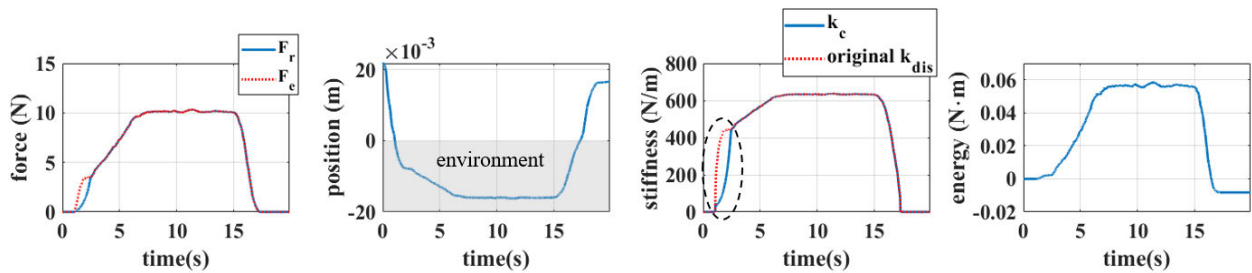 F_r
F_e
15
10
5
0
0
5
10
15
force (N)
time(s)
×10^-3
20
0
-20
0
5
10
15
environment
position (m)
time(s)
k_c
original k_dis
800
600
400
200
0
0
5
10
15
stiffness (N/m)
time(s)
0.06
0.04
0.02
0
-0.02
0
5
10
15
energy (N·m)
time(s)